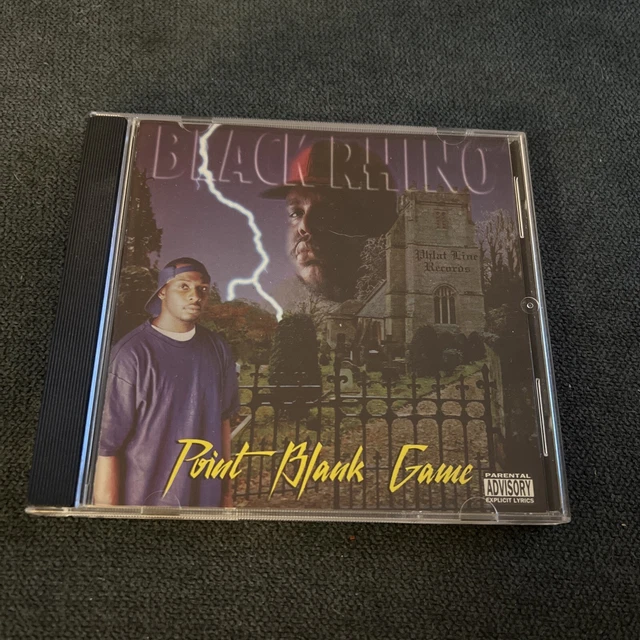 BLACK RHINO
Phlat Line
Records
Point Blank Game
PARENTAL
ADVISORY
EXPLICIT LYRICS